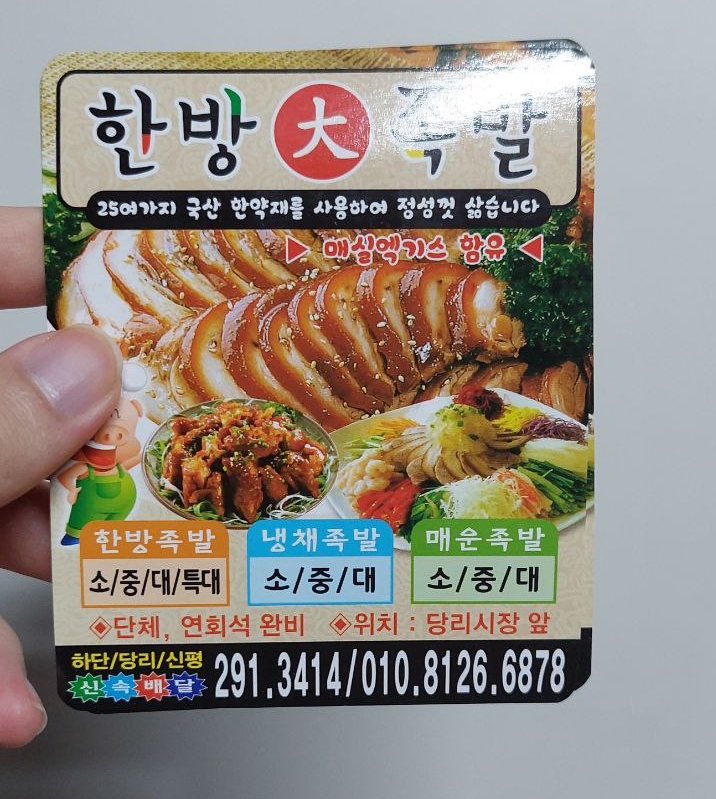 한방 大 족발
25여가지 국산 한약재를 사용하여 정성껏 삶습니다
▶ 매실엑기스 함유 ◀
한방족발 냉채족발 매운족발
소/중/대/특대 소/중/대 소/중/대
◈단체, 연회석 완비 ◈위치 : 당리시장 앞
하단/당리/신평
신속배달 291.3414/010.8126.6878